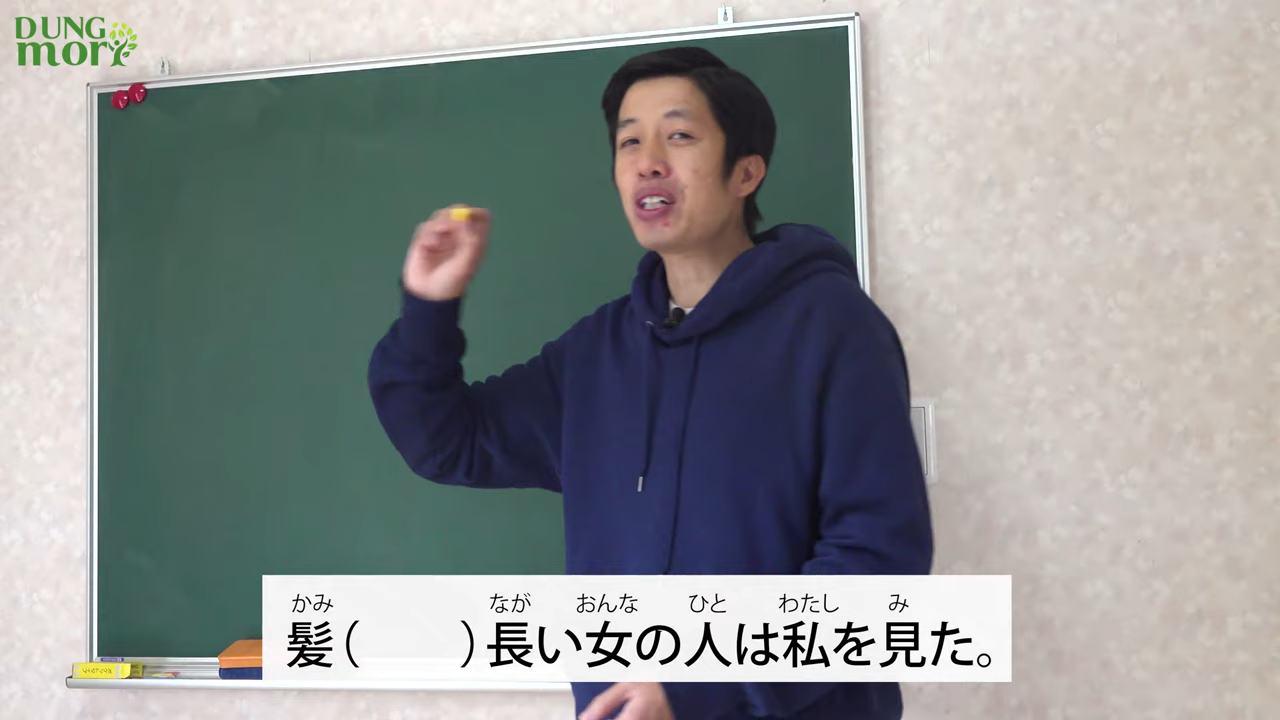 DUNG
mori
かみ なが おんな ひと わたし み
髪(　　)長い女の人は私を見た。